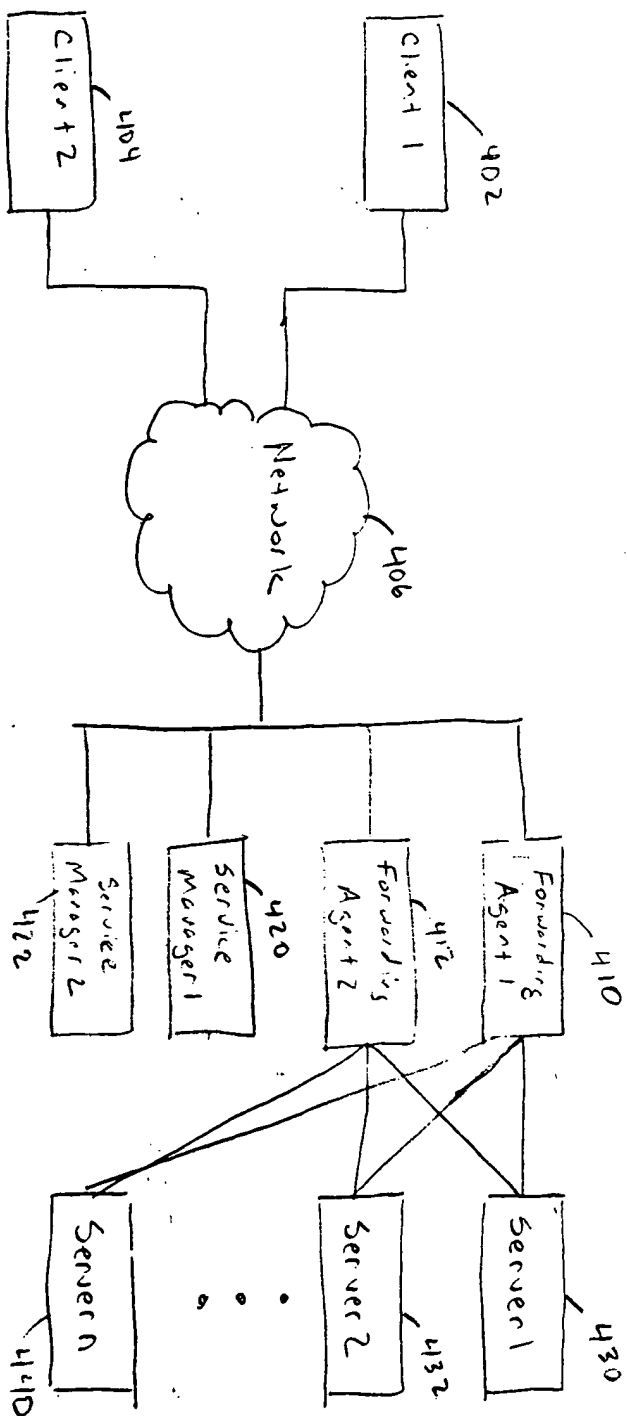 Client 1
402
Client 2
404
Network
406
Forwarding
Agent 1
410
Forwarding
Agent 2
412
Service
Manager 1
420
Service
Manager 2
422
Server 1
430
Server 2
432
Server n
440